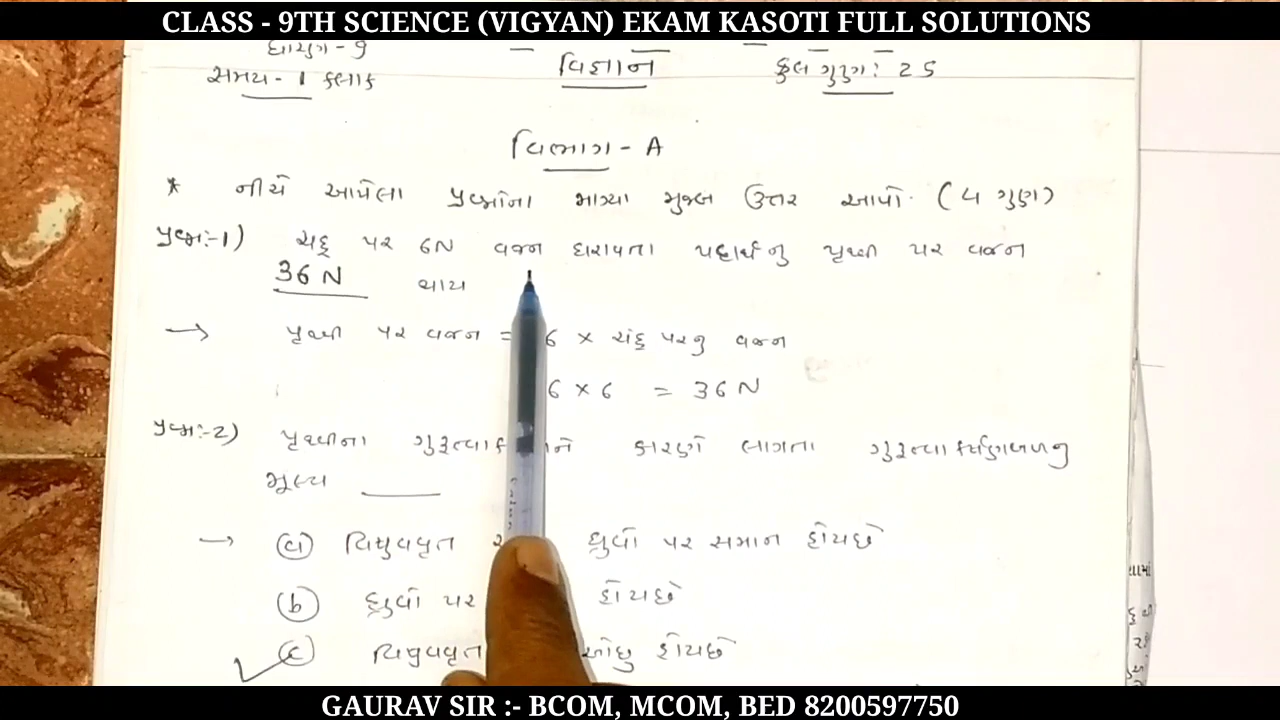 CLASS - 9TH SCIENCE (VIGYAN) EKAM KASOTI FULL SOLUTIONS
ધોરણ - 9
સમય - 1 કલાક વિજ્ઞાન કુલ ગુણ : 25
વિભાગ - A
* નીચે આપેલા પ્રશ્નોના માગ્યા મુજબ ઉત્તર આપો. (4 ગુણ)
પ્રશ્નઃ-1) ચંદ્ર પર 6N વજન ધરાવતા પદાર્થનું પૃથ્વી પર વજન
36 N થાય
→ પૃથ્વી પર વજન = 6 × ચંદ્ર પરનું વજન
6 × 6 = 36 N
પ્રશ્નઃ-2) પૃથ્વીના કારણે લાગતા ગુરુત્વાકર્ષણબળનું
મૂલ્ય ____
→ (a) વિષુવવૃત ધ્રુવો પર સમાન હોય છે
(b) ધ્રુવો પર હોય છે
(c) વિષુવવૃત ઓછુ હોય છે
GAURAV SIR :- BCOM, MCOM, BED 8200597750